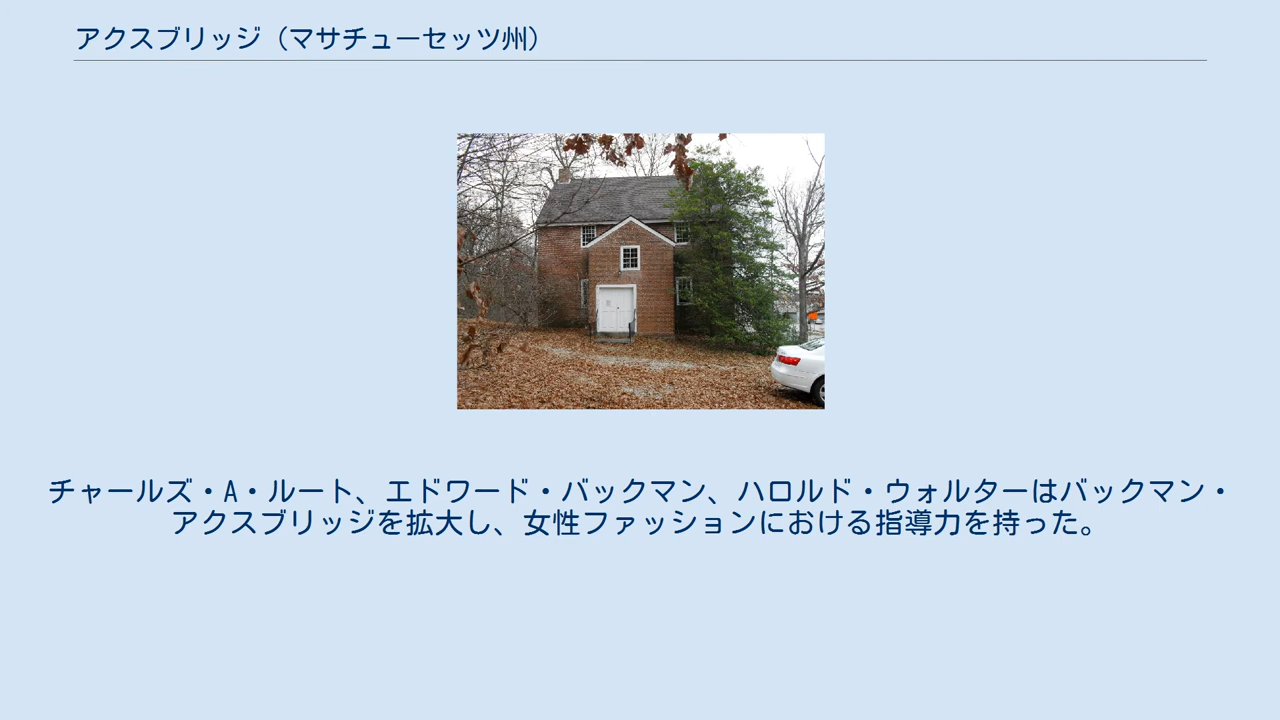 アクスブリッジ（マサチューセッツ州）
チャールズ・A・ルート、エドワード・バックマン、ハロルド・ウォルターはバックマン・
アクスブリッジを拡大し、女性ファッションにおける指導力を持った。